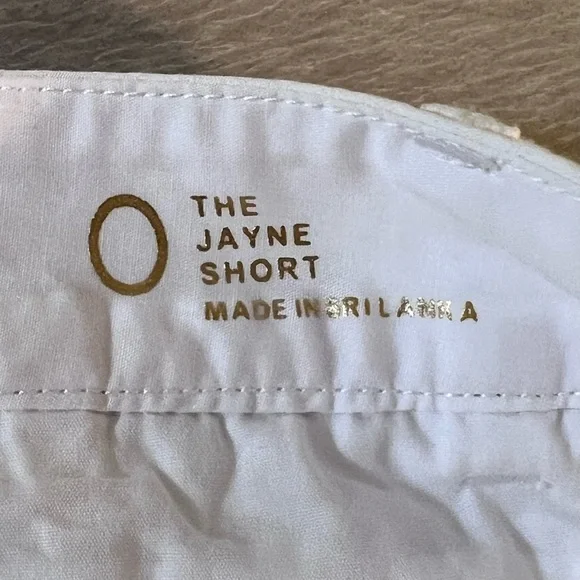 0 THE
JAYNE
SHORT
MADE IN SRI LANKA